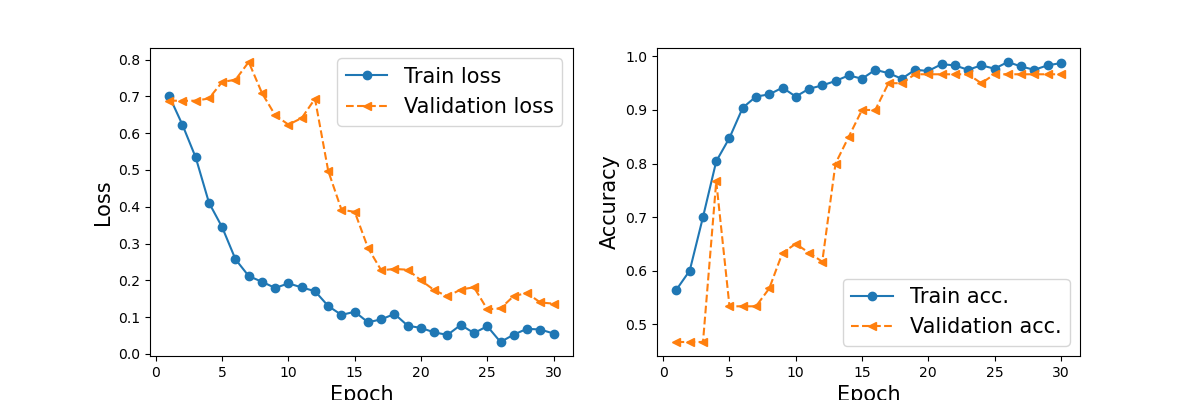 0.8
0.7
0.6
0.5
0.4
0.3
0.2
0.1
0.0
Loss
0 5 10 15 20 25 30
Epoch
Train loss
Validation loss
1.0
0.9
0.8
0.7
0.6
0.5
Accuracy
0 5 10 15 20 25 30
Epoch
Train acc.
Validation acc.